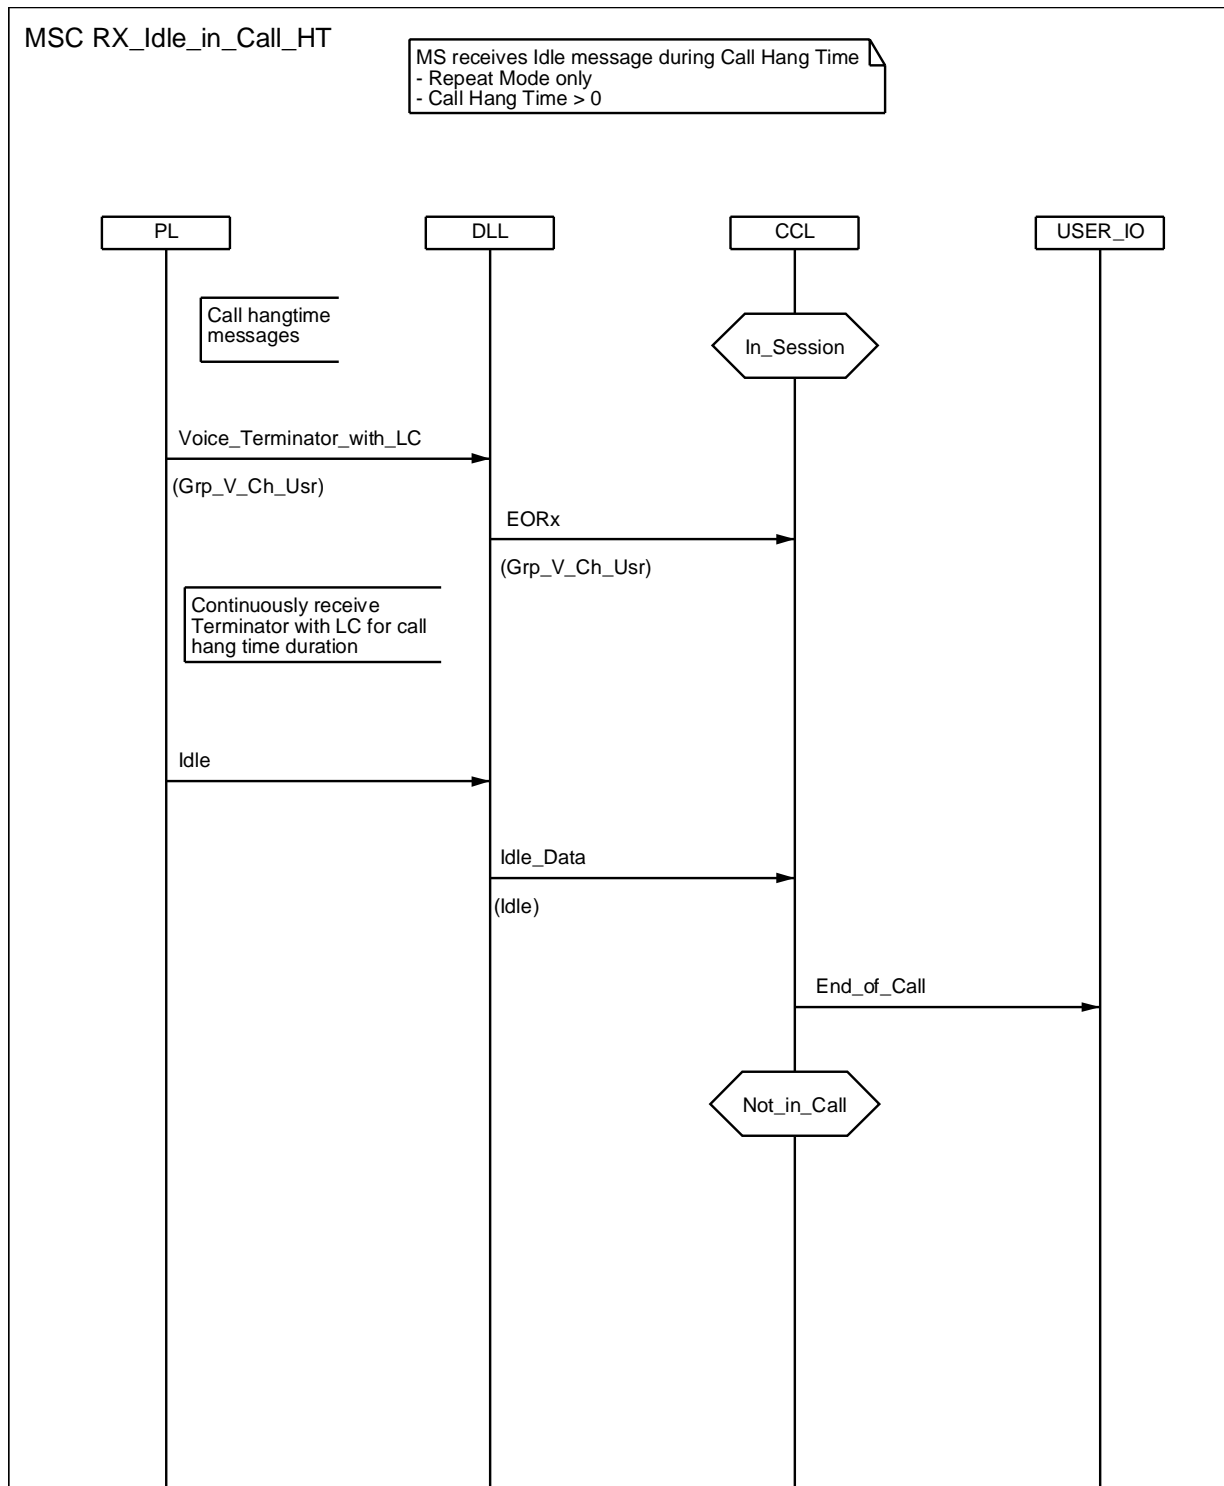 MSC RX_Idle_in_Call_HT
MS receives Idle message during Call Hang Time
- Repeat Mode only
- Call Hang Time > 0
PL
DLL
CCL
USER_IO
Call hangtime
messages
In_Session
Voice_Terminator_with_LC
(Grp_V_Ch_Usr)
EORx
(Grp_V_Ch_Usr)
Continuously receive
Terminator with LC for call
hang time duration
Idle
Idle_Data
(Idle)
End_of_Call
Not_in_Call